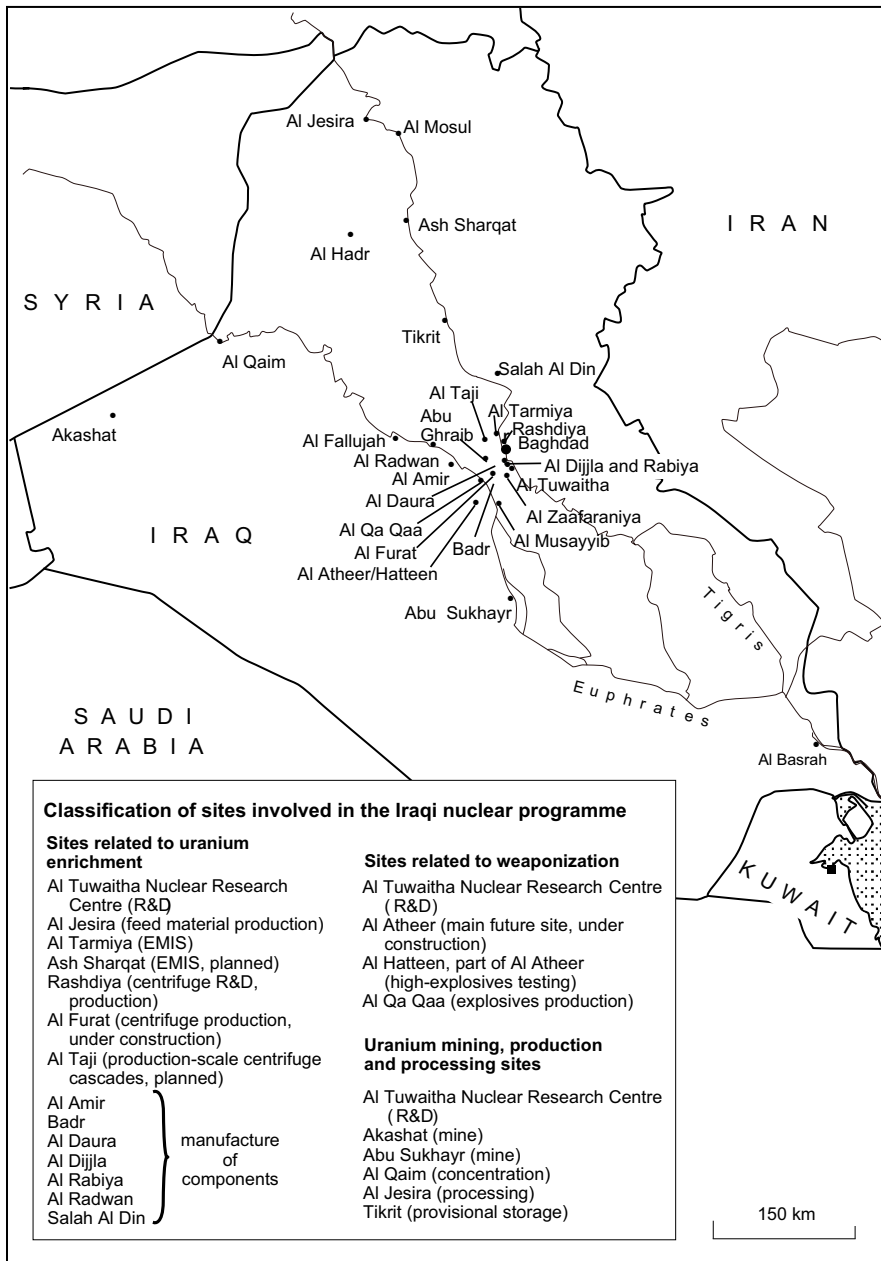 Al Jesira
Al Mosul
Ash Sharqat
Al Hadr
I R A N
S Y R I A
Tikrit
Al Qaim
Salah Al Din
Al Taji
Al Tarmiya
Akashat
Abu
Ghraib
Rashdiya
Baghdad
Al Fallujah
Al Radwan
Al Dijjla and Rabiya
Al Amir
Al Tuwaitha
Al Daura
Al Zaafaraniya
Al Qa Qaa
I R A Q
Al Furat
Badr
Al Musayyib
Al Atheer/Hatteen
Abu Sukhayr
Tigris
Euphrates
S A U D I
A R A B I A
Al Basrah
K U W A I T
Classification of sites involved in the Iraqi nuclear programme
Sites related to uranium
enrichment
Al Tuwaitha Nuclear Research
Centre (R&D)
Al Jesira (feed material production)
Al Tarmiya (EMIS)
Ash Sharqat (EMIS, planned)
Rashdiya (centrifuge R&D,
production)
Al Furat (centrifuge production,
under construction)
Al Taji (production-scale centrifuge
cascades, planned)
Al Amir
Badr
Al Daura
Al Dijjla
Al Rabiya
Al Radwan
Salah Al Din
manufacture
of
components
Sites related to weaponization
Al Tuwaitha Nuclear Research Centre
(R&D)
Al Atheer (main future site, under
construction)
Al Hatteen, part of Al Atheer
(high-explosives testing)
Al Qa Qaa (explosives production)
Uranium mining, production
and processing sites
Al Tuwaitha Nuclear Research Centre
(R&D)
Akashat (mine)
Abu Sukhayr (mine)
Al Qaim (concentration)
Al Jesira (processing)
Tikrit (provisional storage)
150 km